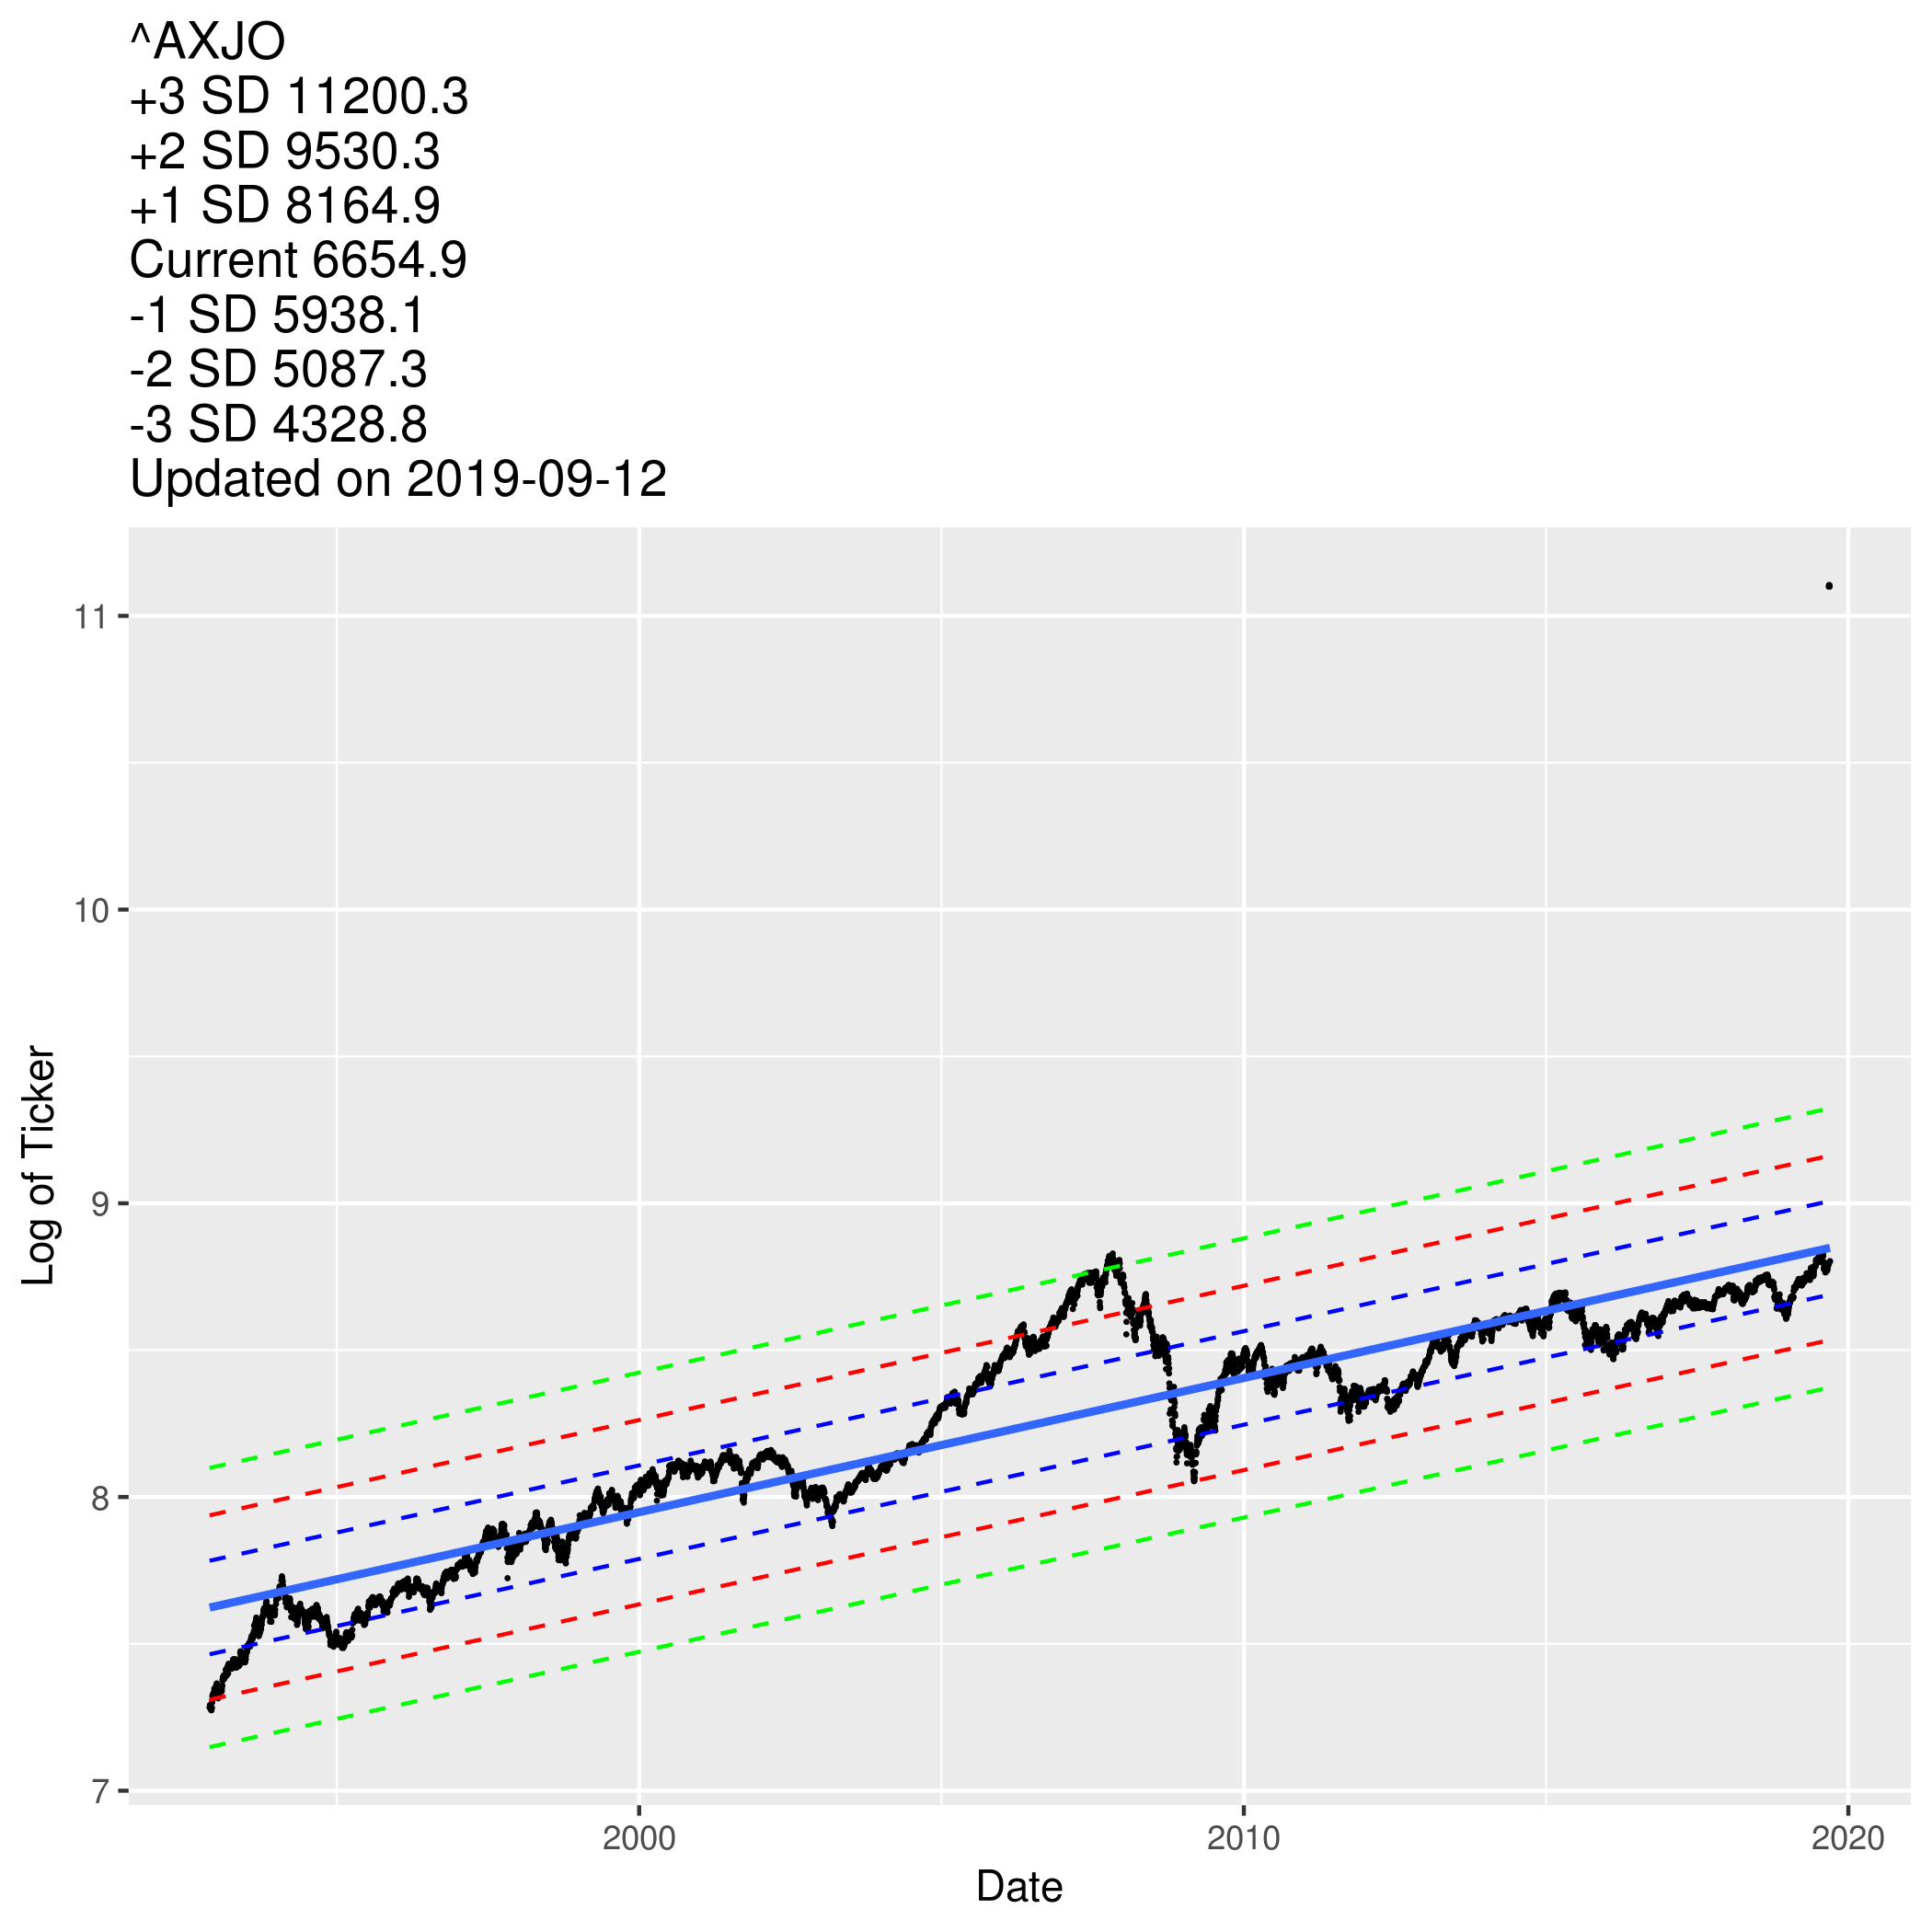 ^AXJO
+3 SD 11200.3
+2 SD 9530.3
+1 SD 8164.9
Current 6654.9
-1 SD 5938.1
-2 SD 5087.3
-3 SD 4328.8
Updated on 2019-09-12
11
10
9
8
7
Log of Ticker
2000
2010
2020
Date